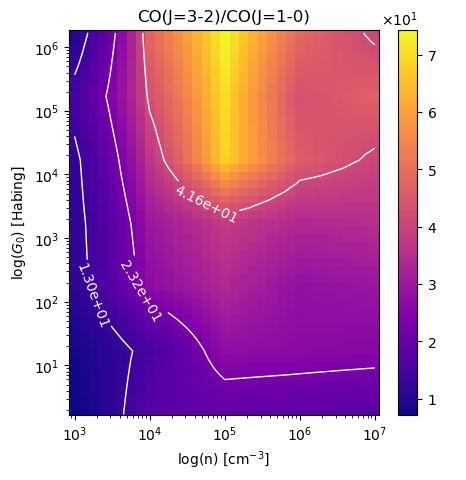 CO(J=3-2)/CO(J=1-0)
×10¹
10⁶
10⁵
10⁴
10³
10²
10¹
log(G₀) [Habing]
4.16e+01
2.32e+01
1.30e+01
10³ 10⁴ 10⁵ 10⁶ 10⁷
log(n) [cm⁻³]
7
6
5
4
3
2
1